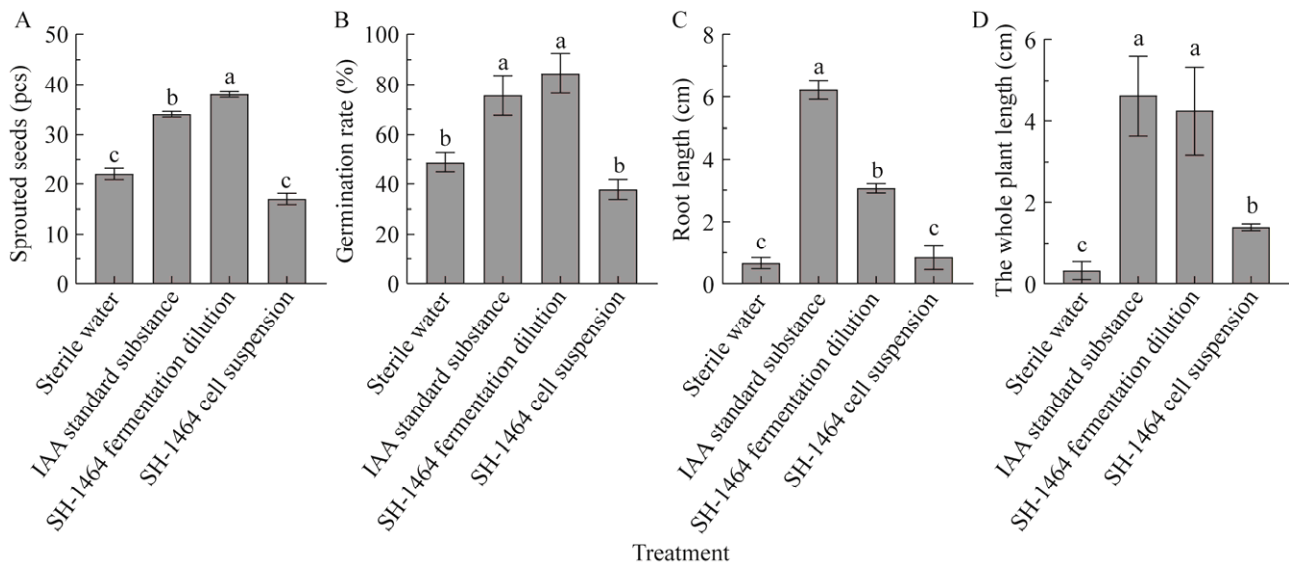 A
Sprouted seeds (pcs)
50
40
30
20
10
0
c
b
a
c
Sterile water
IAA standard substance
SH-1464 fermentation dilution
SH-1464 cell suspension
B
Germination rate (%)
100
80
60
40
20
0
b
a
a
b
Sterile water
IAA standard substance
SH-1464 fermentation dilution
SH-1464 cell suspension
C
Root length (cm)
8
6
4
2
0
c
a
b
c
Sterile water
IAA standard substance
SH-1464 fermentation dilution
SH-1464 cell suspension
D
The whole plant length (cm)
6
4
2
0
c
a
a
b
Sterile water
IAA standard substance
SH-1464 fermentation dilution
SH-1464 cell suspension
Treatment